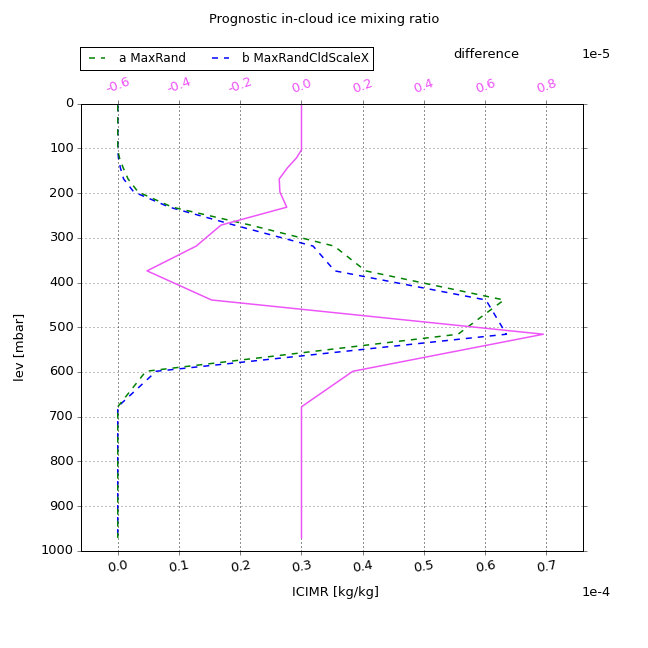 Prognostic in-cloud ice mixing ratio
a MaxRand b MaxRandCldScaleX
difference 1e-5
-0.6 -0.4 -0.2 0.0 0.2 0.4 0.6 0.8
0
100
200
300
400
500
600
700
800
900
1000
lev [mbar]
0.0 0.1 0.2 0.3 0.4 0.5 0.6 0.7
ICIMR [kg/kg] 1e-4